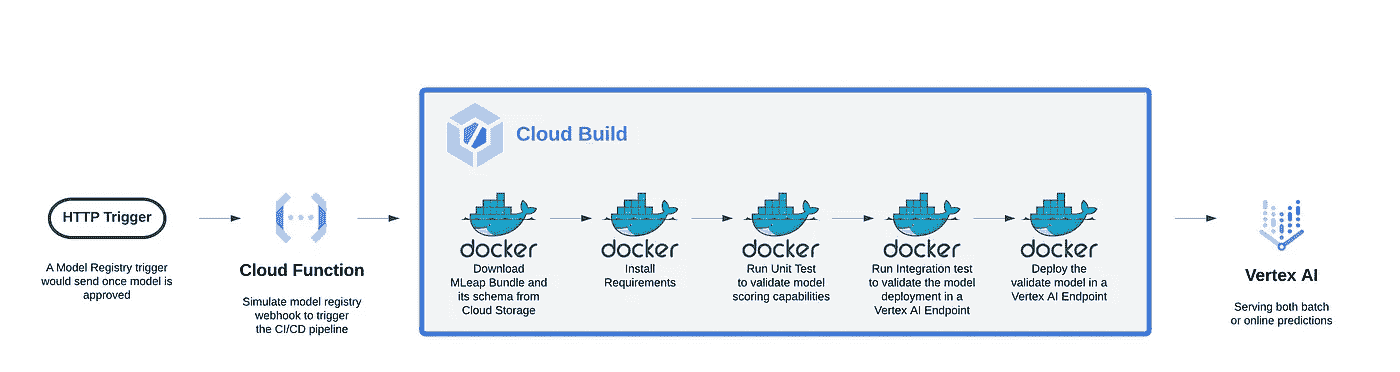 Cloud Build
HTTP Trigger
A Model Registry trigger
would send once model is
approved
Cloud Function
Simulate model registry
webhook to trigger
the CI/CD pipeline
docker
Download
MLeap Bundle and
its schema from
Cloud Storage
docker
Install
Requirements
docker
Run Unit Test
to validate model
scoring capabilities
docker
Run Integration test
to validate the model
deployment in a
Vertex AI Endpoint
docker
Deploy the
validate model in a
Vertex AI Endpoint
Vertex AI
Serving both batch
or online predictions